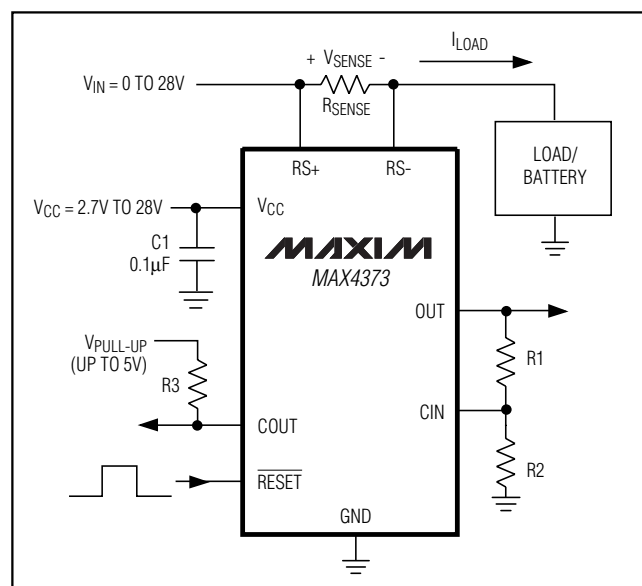 I_LOAD
+ V_SENSE -
V_IN = 0 TO 28V
R_SENSE
LOAD/
BATTERY
RS+ RS-
V_CC = 2.7V TO 28V
V_CC
C1
0.1µF
MAXIM
MAX4373
OUT
V_PULL-UP
(UP TO 5V)
R1
R3
CIN
COUT
R2
RESET
GND